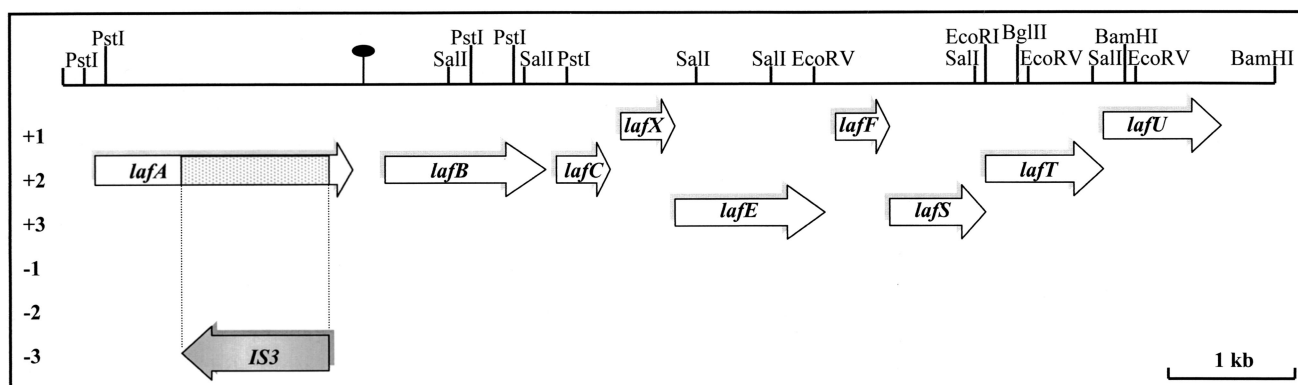 EcoRI BglII
PstI PstI PstI BamHI
PstI SalI SalI PstI SalI SalI EcoRV SalI EcoRV SalI EcoRV BamHI
+1 lafX lafF lafU
+2 lafA lafB lafC lafT
+3 lafE lafS
-1
-2
-3 IS3 1 kb